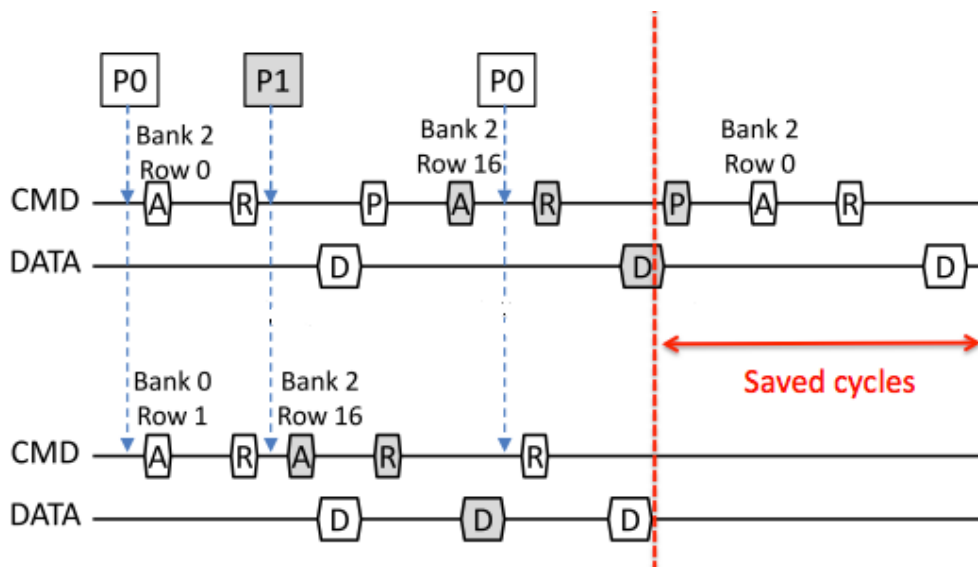 P0 P1 P0
Bank 2 Bank 2 Bank 2
Row 0 Row 16 Row 0
CMD A R P A R P A R
DATA D D D
Saved cycles
Bank 0 Bank 2
Row 1 Row 16
CMD A R A R R
DATA D D D